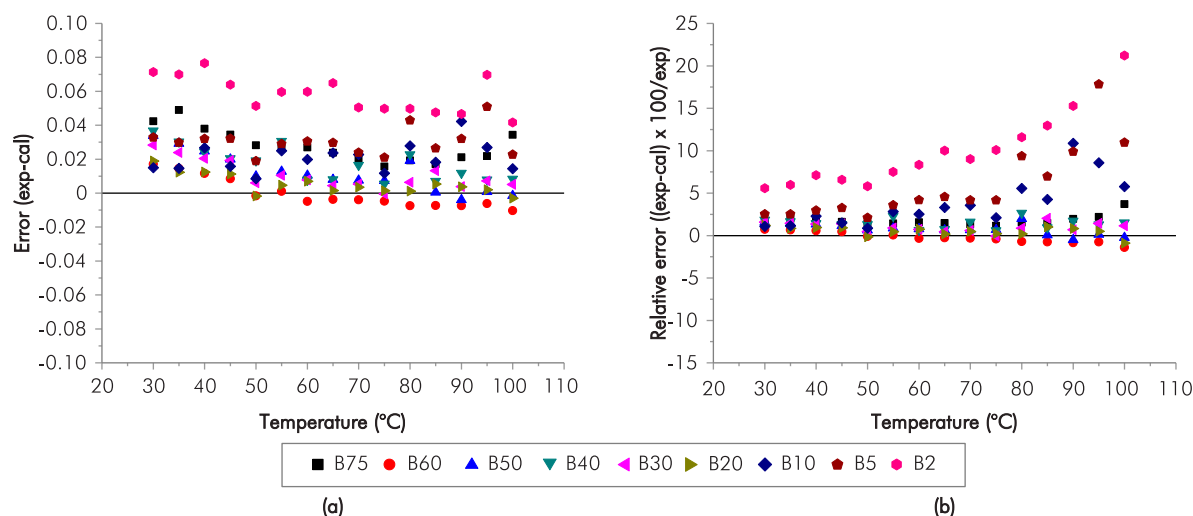 (a)
0.10
0.08
0.06
0.04
0.02
0
-0.02
-0.04
-0.06
-0.08
-0.10
Error (exp-cal)
20 30 40 50 60 70 80 90 100 110
Temperature (°C)
(b)
25
20
15
10
5
0
-5
-10
-15
Relative error ((exp-cal) x 100/exp)
20 30 40 50 60 70 80 90 100 110
Temperature (°C)
B75 B60 B50 B40 B30 B20 B10 B5 B2
(a) (b)